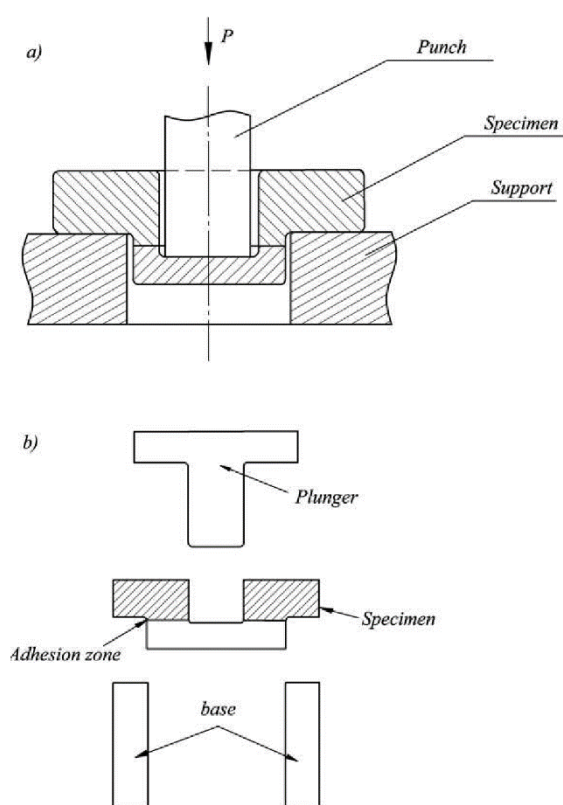 a)
P
Punch
Specimen
Support
b)
Plunger
Specimen
Adhesion zone
base